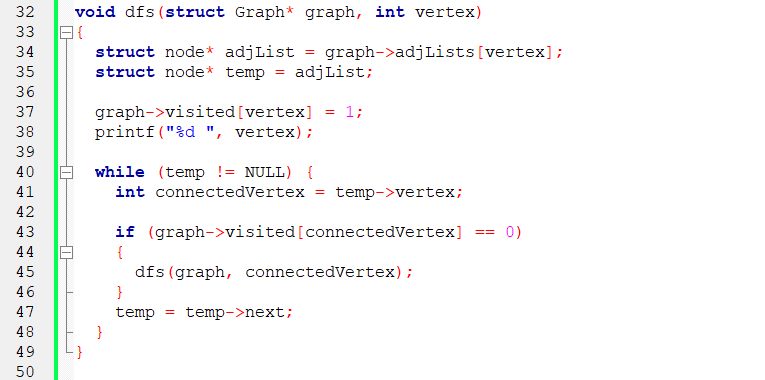 32 void dfs(struct Graph* graph, int vertex)
33 {
34   struct node* adjList = graph->adjLists[vertex];
35   struct node* temp = adjList;
36
37   graph->visited[vertex] = 1;
38   printf("%d ", vertex);
39
40   while (temp != NULL) {
41     int connectedVertex = temp->vertex;
42
43     if (graph->visited[connectedVertex] == 0)
44     {
45       dfs(graph, connectedVertex);
46     }
47     temp = temp->next;
48   }
49 }
50